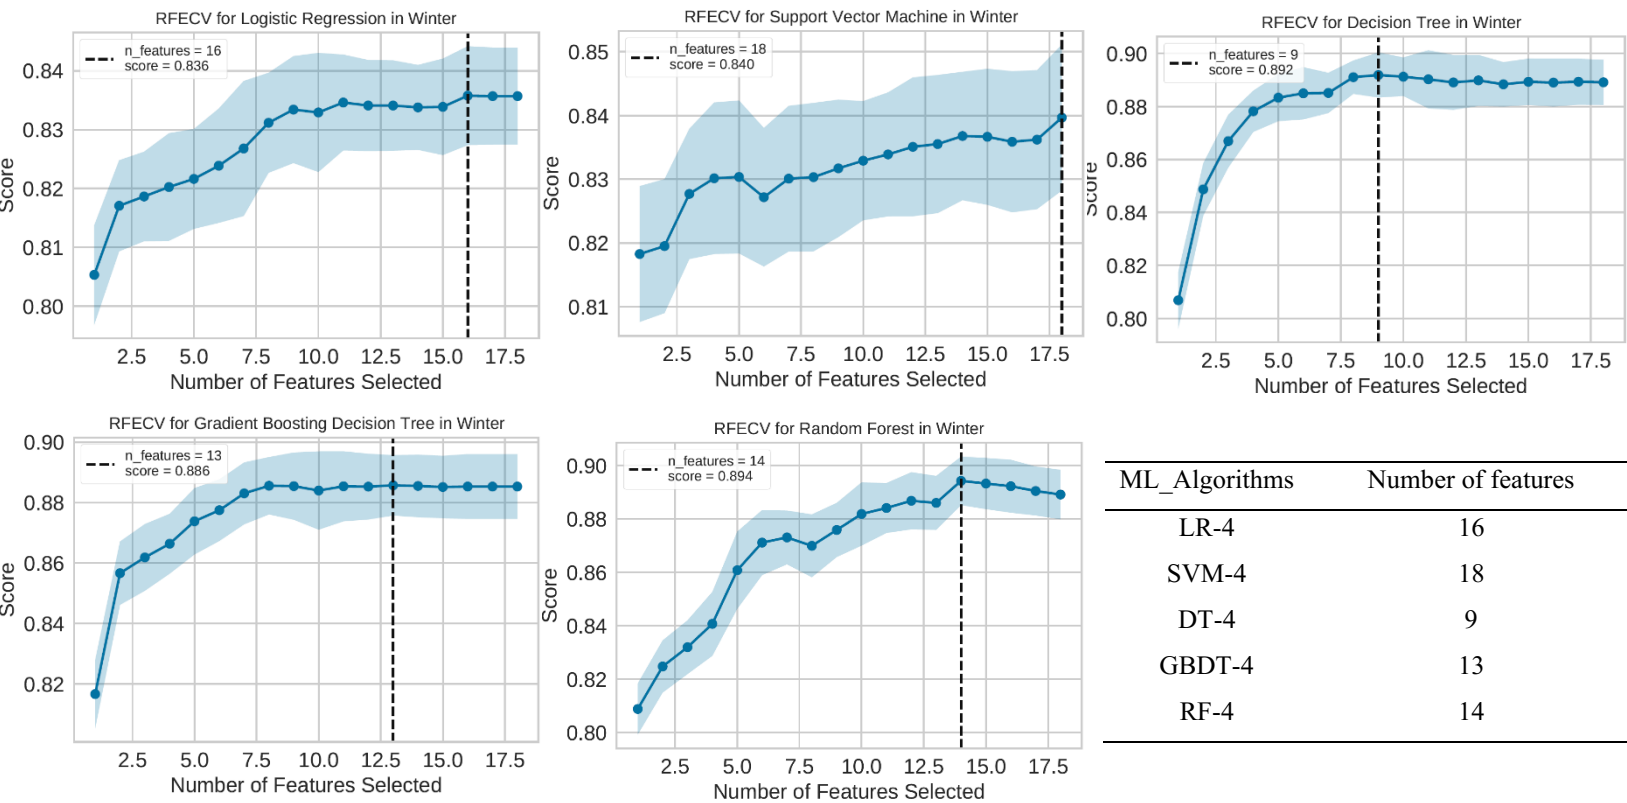 RFECV for Logistic Regression in Winter
n_features = 16
score = 0.836
0.84
0.83
0.82
0.81
0.80
Score
2.5 5.0 7.5 10.0 12.5 15.0 17.5
Number of Features Selected
RFECV for Support Vector Machine in Winter
n_features = 18
score = 0.840
0.85
0.84
0.83
0.82
0.81
Score
2.5 5.0 7.5 10.0 12.5 15.0 17.5
Number of Features Selected
RFECV for Decision Tree in Winter
n_features = 9
score = 0.892
0.90
0.88
0.86
0.84
0.82
0.80
Score
2.5 5.0 7.5 10.0 12.5 15.0 17.5
Number of Features Selected
RFECV for Gradient Boosting Decision Tree in Winter
n_features = 13
score = 0.886
0.90
0.88
0.86
0.84
0.82
Score
2.5 5.0 7.5 10.0 12.5 15.0 17.5
Number of Features Selected
RFECV for Random Forest in Winter
n_features = 14
score = 0.894
0.90
0.88
0.86
0.84
0.82
0.80
Score
2.5 5.0 7.5 10.0 12.5 15.0 17.5
Number of Features Selected
ML_Algorithms Number of features
LR-4 16
SVM-4 18
DT-4 9
GBDT-4 13
RF-4 14